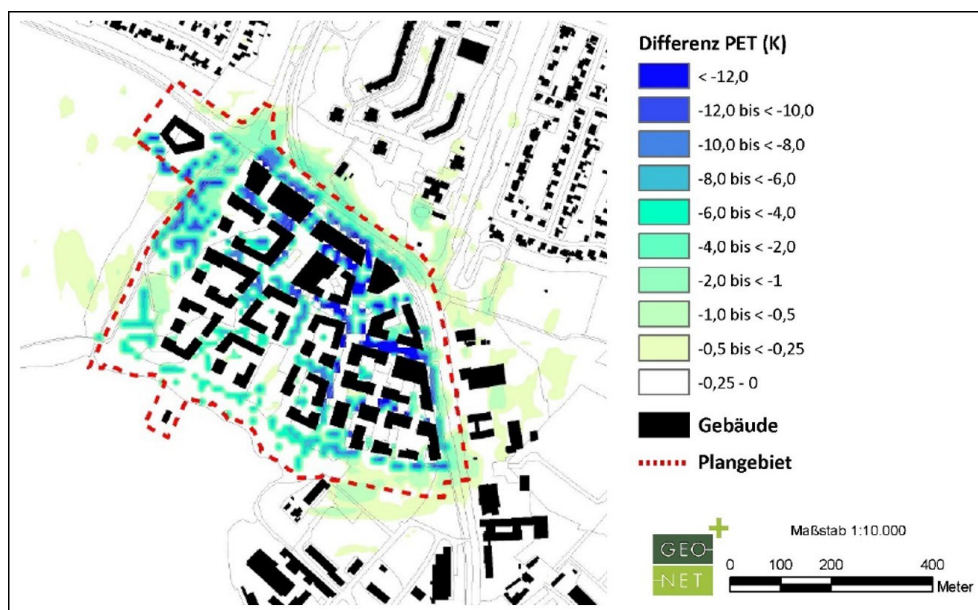 Differenz PET (K)
< -12,0
-12,0 bis < -10,0
-10,0 bis < -8,0
-8,0 bis < -6,0
-6,0 bis < -4,0
-4,0 bis < -2,0
-2,0 bis < -1
-1,0 bis < -0,5
-0,5 bis < -0,25
-0,25 - 0
Gebäude
Plangebiet
GEO
NET
Maßstab 1:10.000
0 100 200 400
Meter